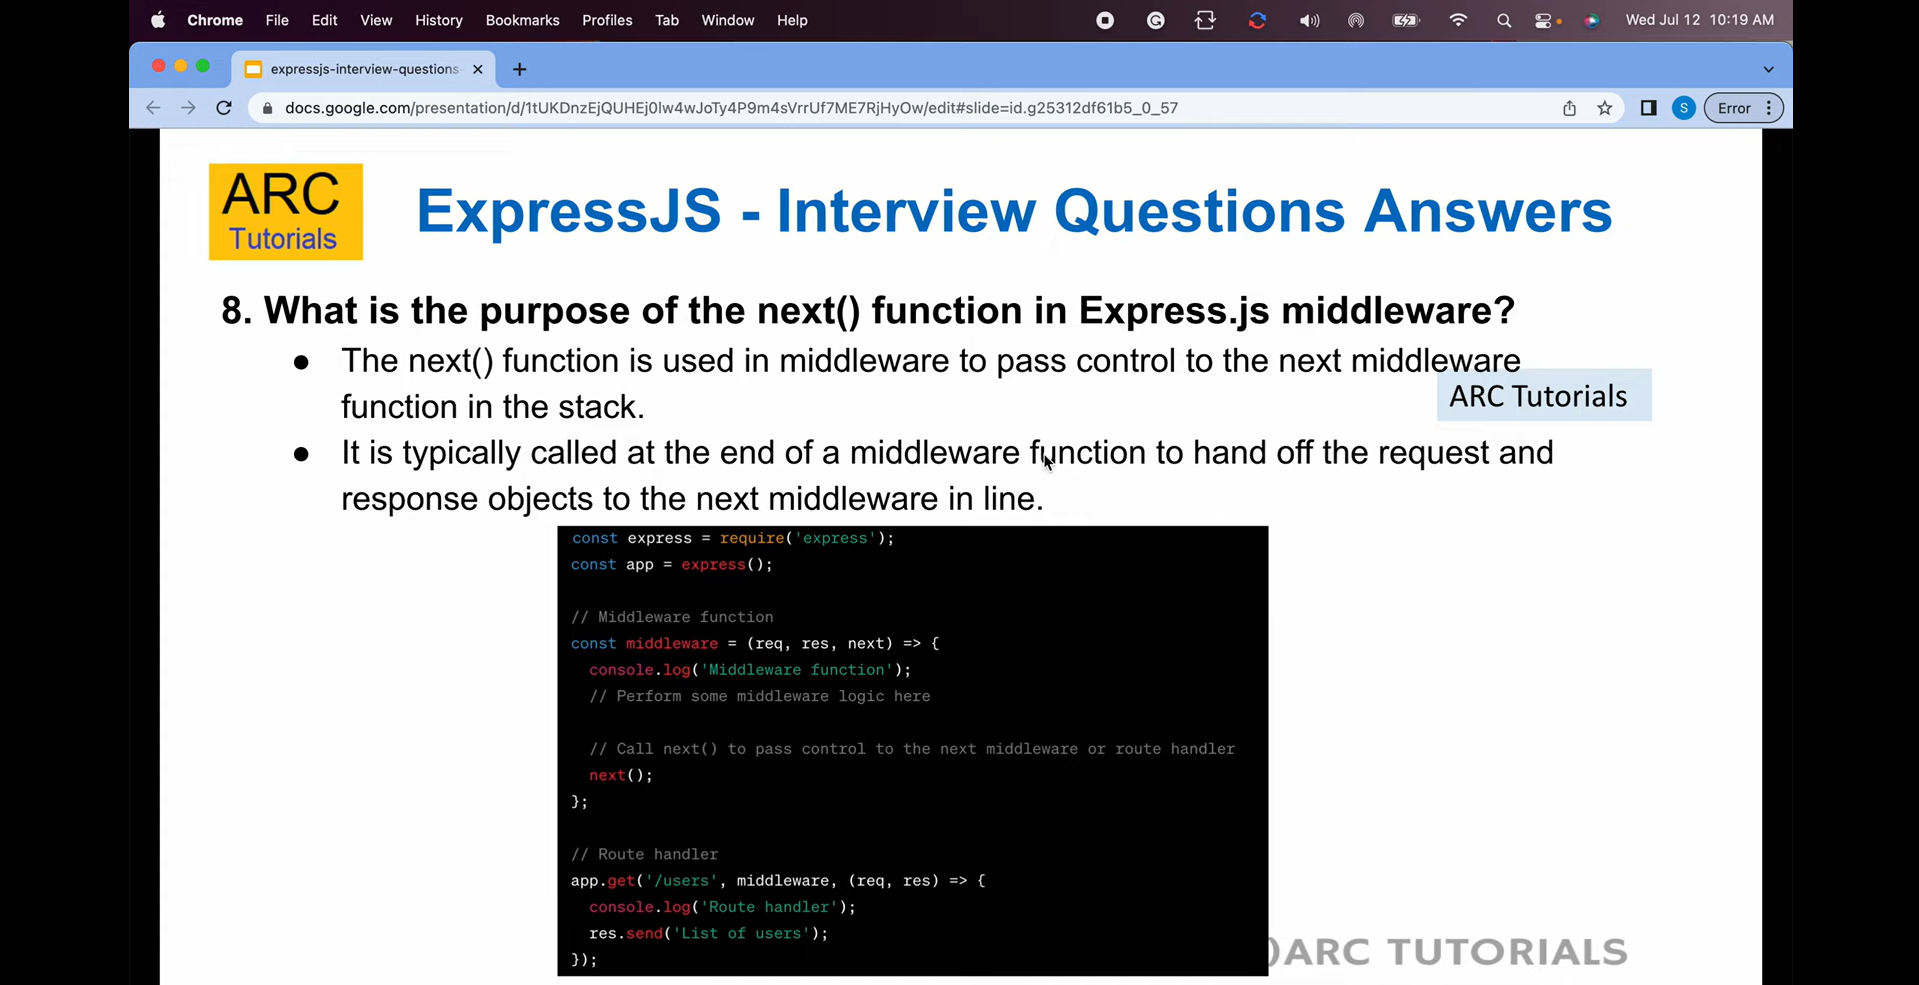 Chrome File Edit View History Bookmarks Profiles Tab Window Help Wed Jul 12 10:19 AM
expressjs-interview-questions-
docs.google.com/presentation/d/1tUKDnzEjQUHEj0lw4wJoTy4P9m4sVrrUf7ME7RjHyOw/edit#slide=id.g25312df61b5_0_57 S Error
ARC
Tutorials
ExpressJS - Interview Questions Answers
8. What is the purpose of the next() function in Express.js middleware?
● The next() function is used in middleware to pass control to the next middleware
function in the stack.
ARC Tutorials
● It is typically called at the end of a middleware function to hand off the request and
response objects to the next middleware in line.
const express = require('express');
const app = express();
// Middleware function
const middleware = (req, res, next) => {
console.log('Middleware function');
// Perform some middleware logic here
// Call next() to pass control to the next middleware or route handler
next();
};
// Route handler
app.get('/users', middleware, (req, res) => {
console.log('Route handler');
res.send('List of users');
});
)ARC TUTORIALS